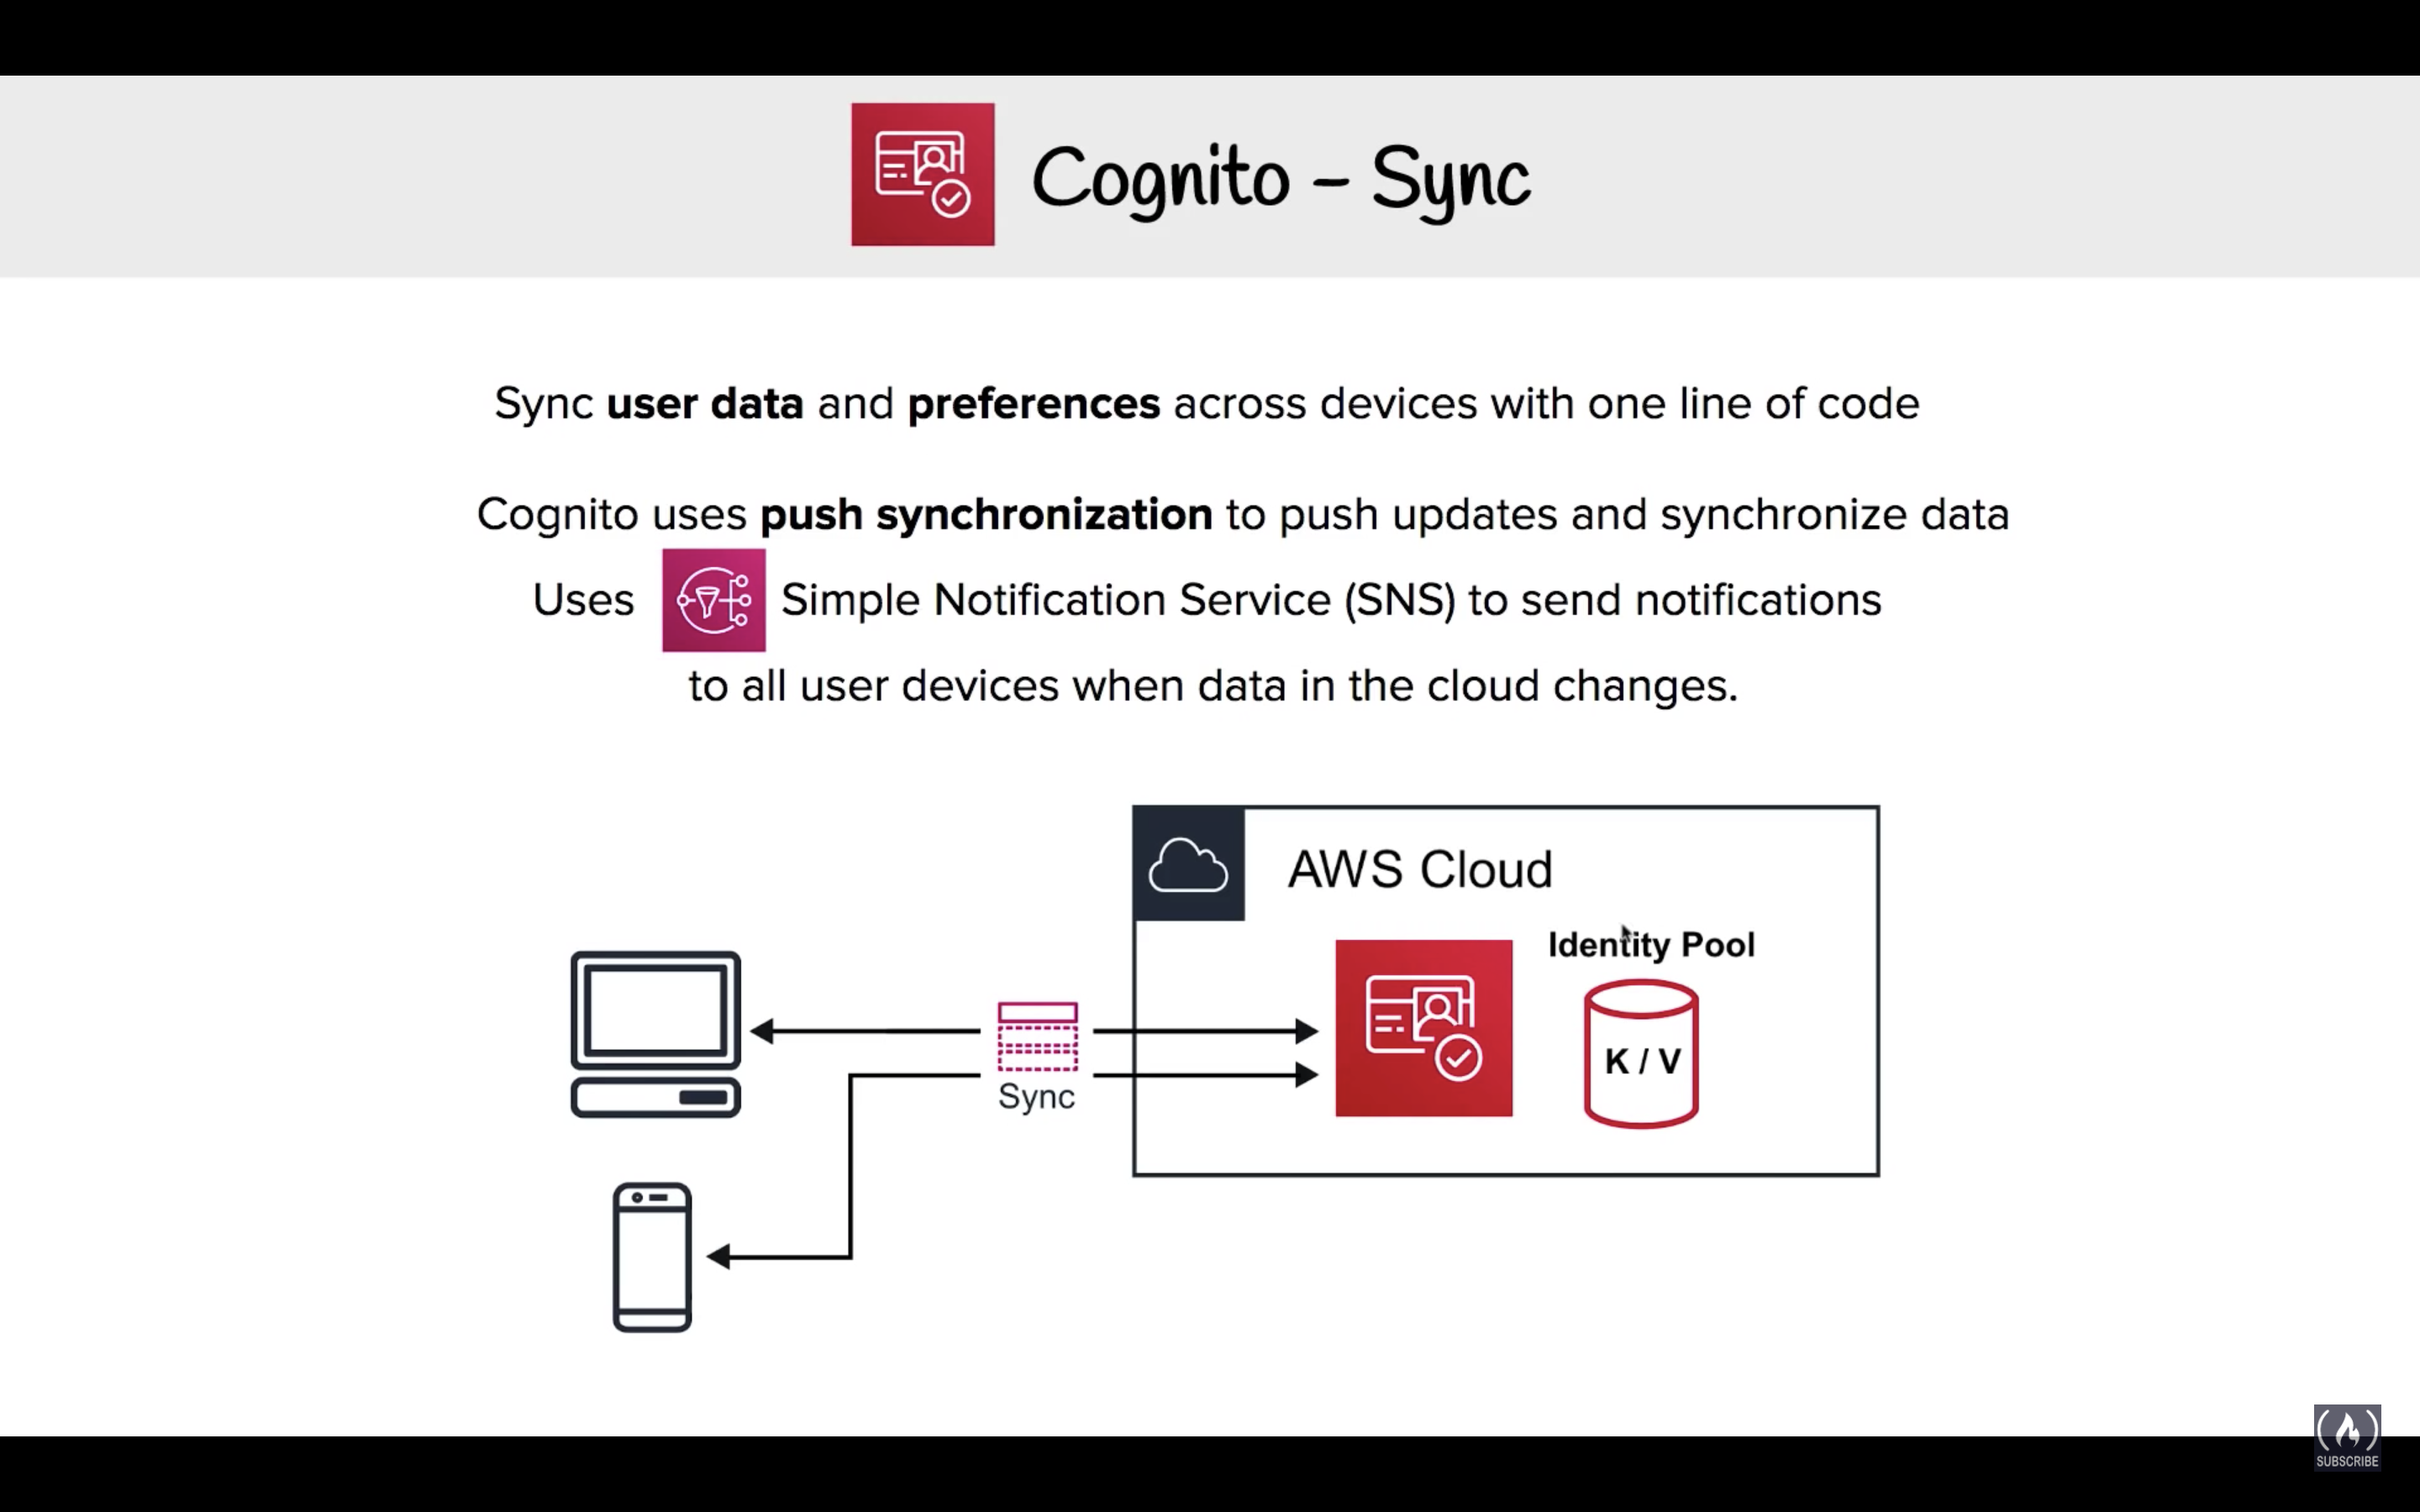 Cognito - Sync
Sync user data and preferences across devices with one line of code
Cognito uses push synchronization to push updates and synchronize data
Uses Simple Notification Service (SNS) to send notifications
to all user devices when data in the cloud changes.
AWS Cloud
Identity Pool
K / V
Sync
SUBSCRIBE